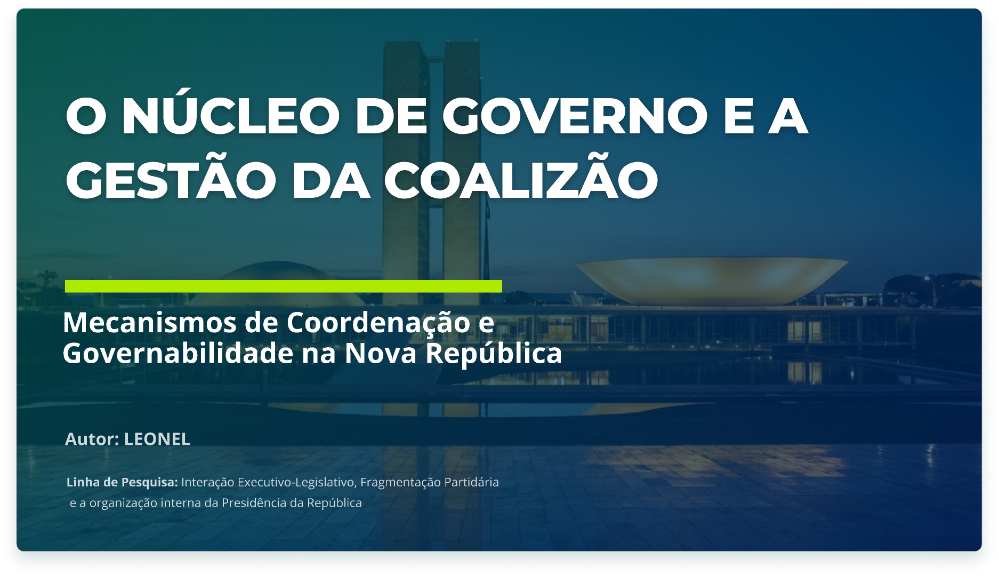 O NÚCLEO DE GOVERNO E A
GESTÃO DA COALIZÃO
Mecanismos de Coordenação e
Governabilidade na Nova República
Autor: LEONEL
Linha de Pesquisa: Interação Executivo-Legislativo, Fragmentação Partidária
e a organização interna da Presidência da República